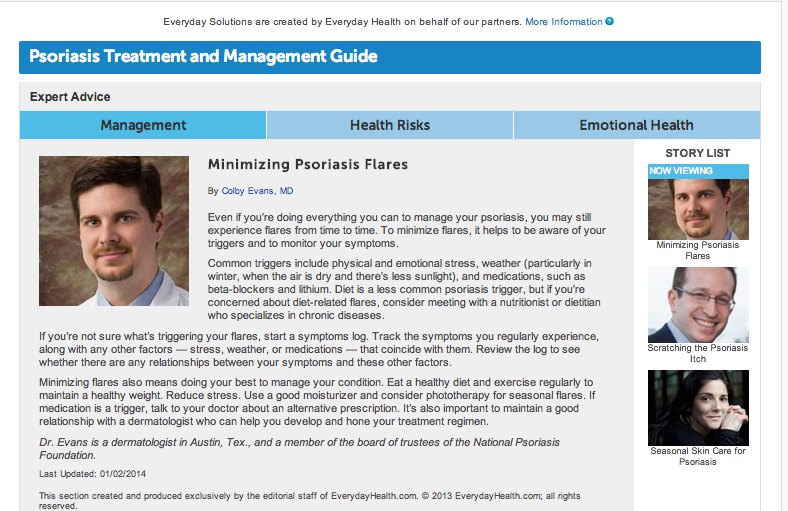 Everyday Solutions are created by Everyday Health on behalf of our partners. More Information ?
Psoriasis Treatment and Management Guide
Expert Advice
Management
Health Risks
Emotional Health
Minimizing Psoriasis Flares
By Colby Evans, MD
Even if you're doing everything you can to manage your psoriasis, you may still
experience flares from time to time. To minimize flares, it helps to be aware of your
triggers and to monitor your symptoms.
Common triggers include physical and emotional stress, weather (particularly in
winter, when the air is dry and there's less sunlight), and medications, such as
beta-blockers and lithium. Diet is a less common psoriasis trigger, but if you're
concerned about diet-related flares, consider meeting with a nutritionist or dietitian
who specializes in chronic diseases.
If you're not sure what's triggering your flares, start a symptoms log. Track the symptoms you regularly experience,
along with any other factors — stress, weather, or medications — that coincide with them. Review the log to see
whether there are any relationships between your symptoms and these other factors.
Minimizing flares also means doing your best to manage your condition. Eat a healthy diet and exercise regularly to
maintain a healthy weight. Reduce stress. Use a good moisturizer and consider phototherapy for seasonal flares. If
medication is a trigger, talk to your doctor about an alternative prescription. It's also important to maintain a good
relationship with a dermatologist who can help you develop and hone your treatment regimen.
Dr. Evans is a dermatologist in Austin, Tex., and a member of the board of trustees of the National Psoriasis
Foundation.
Last Updated: 01/02/2014
This section created and produced exclusively by the editorial staff of EverydayHealth.com. © 2013 EverydayHealth.com; all rights
reserved.
STORY LIST
NOW VIEWING
Minimizing Psoriasis
Flares
Scratching the Psoriasis
Itch
Seasonal Skin Care for
Psoriasis